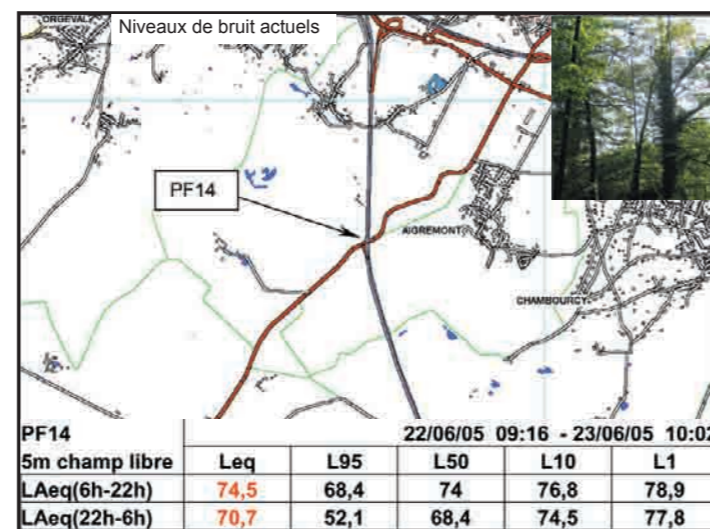 ORGEVAL
Niveaux de bruit actuels
PF14
AIGREMONT
CHAMBOURCY
PF14 22/06/05 09:16 - 23/06/05 10:02
5m champ libre Leq L95 L50 L10 L1
LAeq(6h-22h) 74,5 68,4 74 76,8 78,9
LAeq(22h-6h) 70,7 52,1 68,4 74,5 77,8